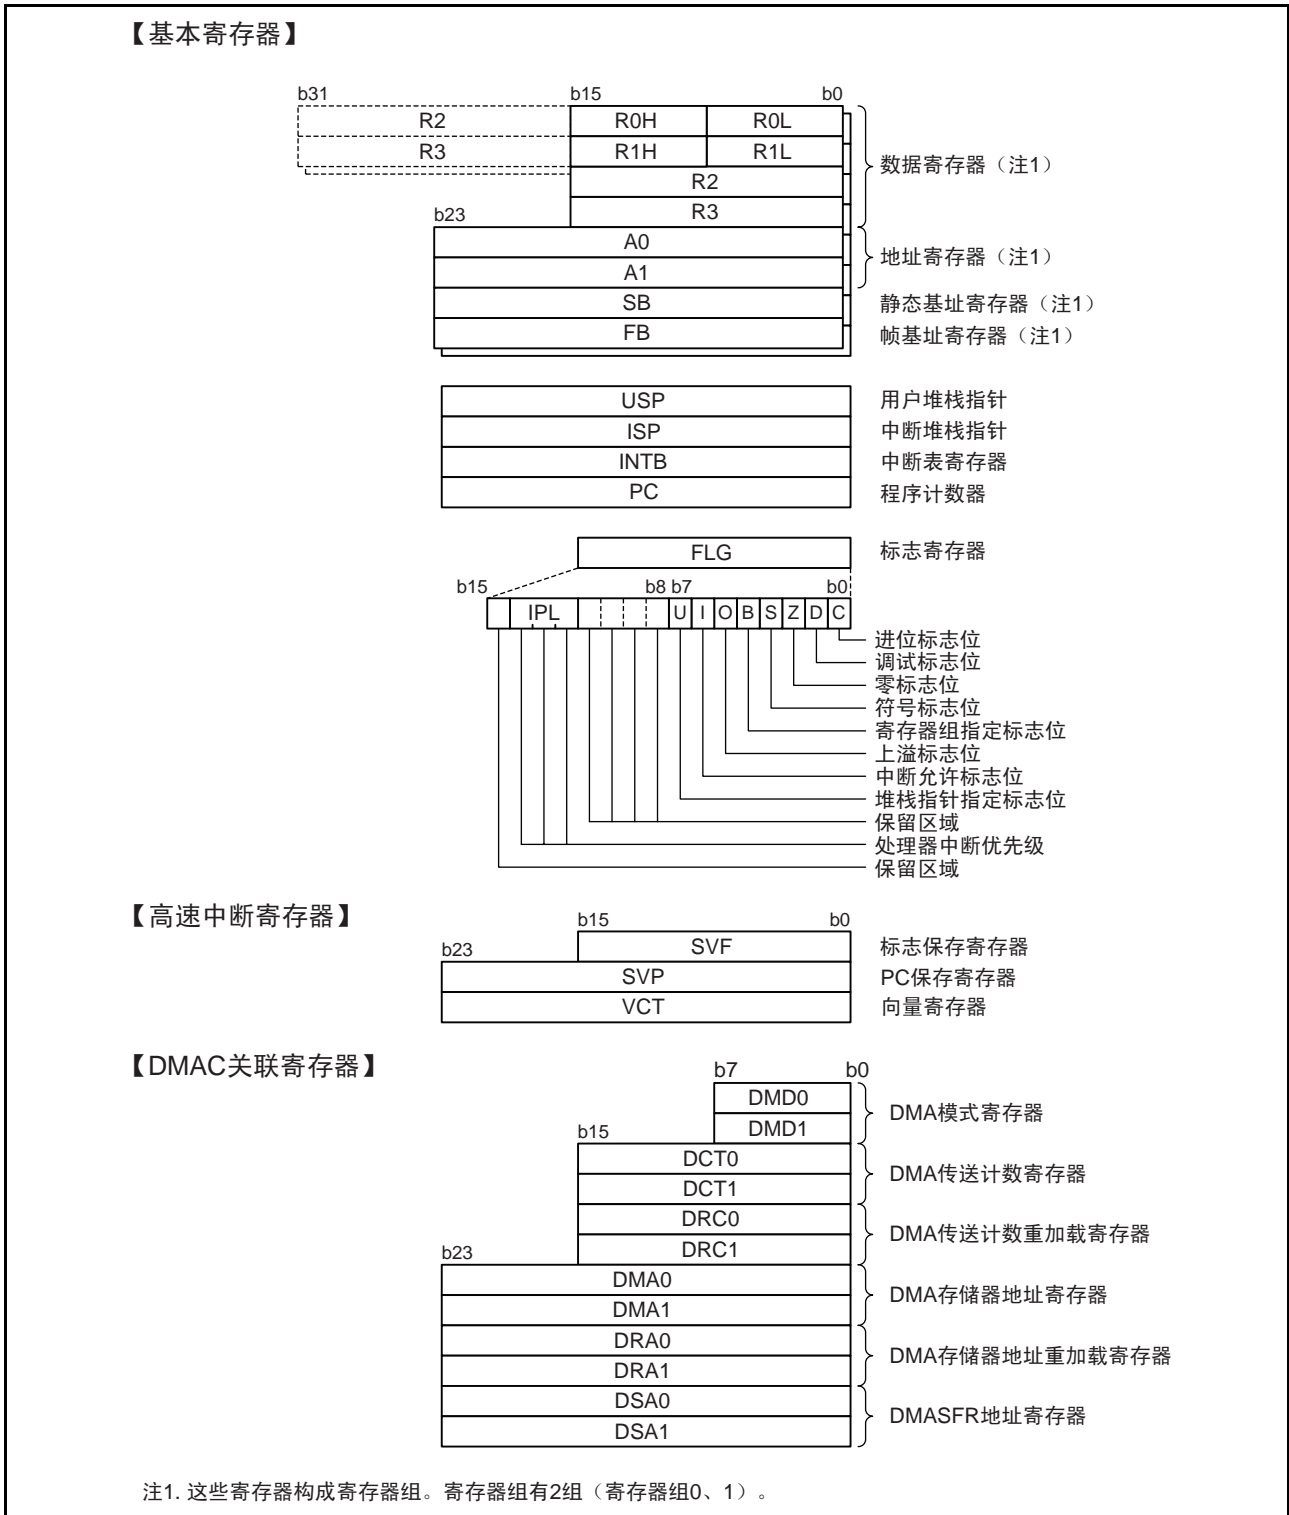 【基本寄存器】
b31 b15 b0
R2 R0H R0L
R3 R1H R1L
数据寄存器（注1）
R2
b23 R3
A0
地址寄存器（注1）
A1
SB 静态基址寄存器（注1）
FB 帧基址寄存器（注1）
USP 用户堆栈指针
ISP 中断堆栈指针
INTB 中断表寄存器
PC 程序计数器
FLG 标志寄存器
b15 b8 b7 b0
IPL U I O B S Z D C
进位标志位
调试标志位
零标志位
符号标志位
寄存器组指定标志位
上溢标志位
中断允许标志位
堆栈指针指定标志位
保留区域
处理器中断优先级
保留区域
【高速中断寄存器】
b15 b0
b23 SVF 标志保存寄存器
SVP PC保存寄存器
VCT 向量寄存器
【DMAC关联寄存器】
b7 b0
DMD0
DMA模式寄存器
b15 DMD1
DCT0
DMA传送计数寄存器
DCT1
DRC0
DMA传送计数重加载寄存器
b23 DRC1
DMA0
DMA存储器地址寄存器
DMA1
DRA0
DMA存储器地址重加载寄存器
DRA1
DSA0
DMASFR地址寄存器
DSA1
注1. 这些寄存器构成寄存器组。寄存器组有2组（寄存器组0、1）。